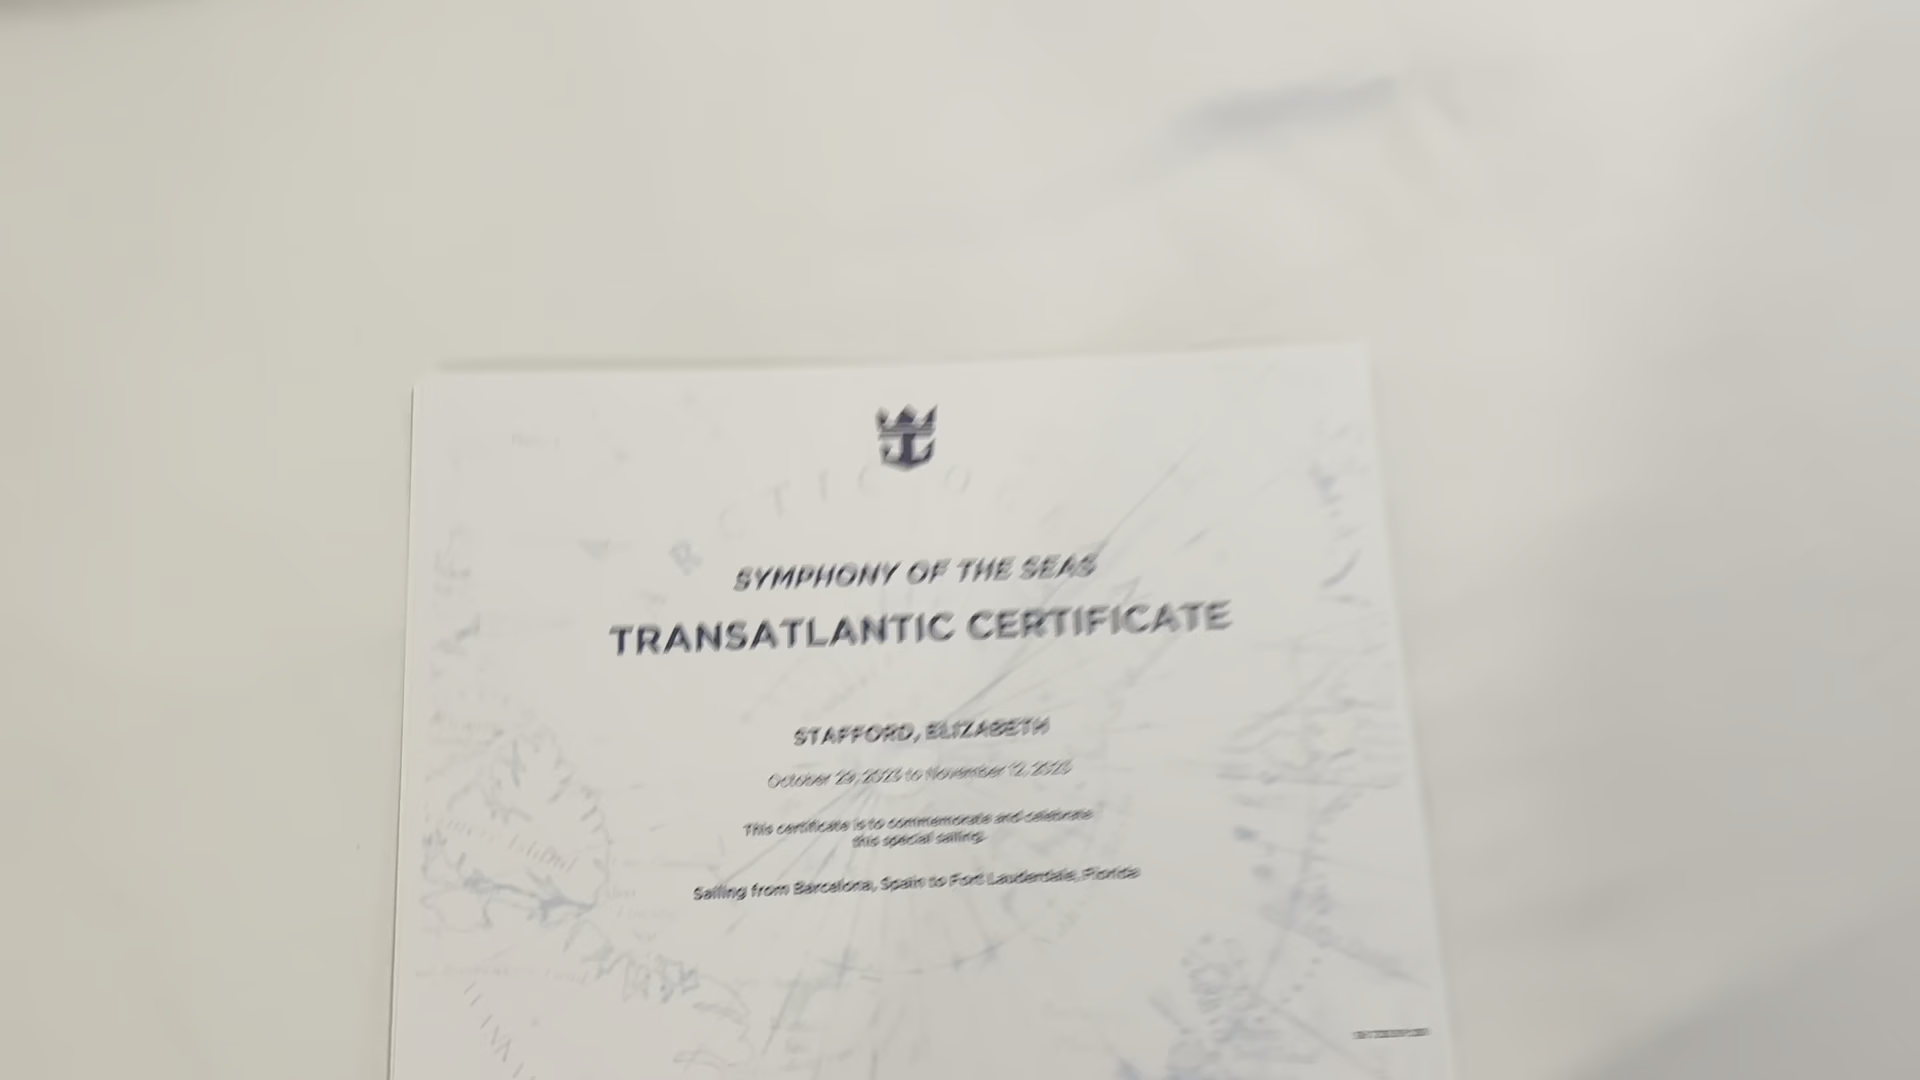 SYMPHONY OF THE SEAS
TRANSATLANTIC CERTIFICATE
STAFFORD, ELIZABETH
October to November 12,
This certificate is to commemorate and celebrate
this special sailing.
Sailing from Barcelona, Spain to Fort Lauderdale, Florida